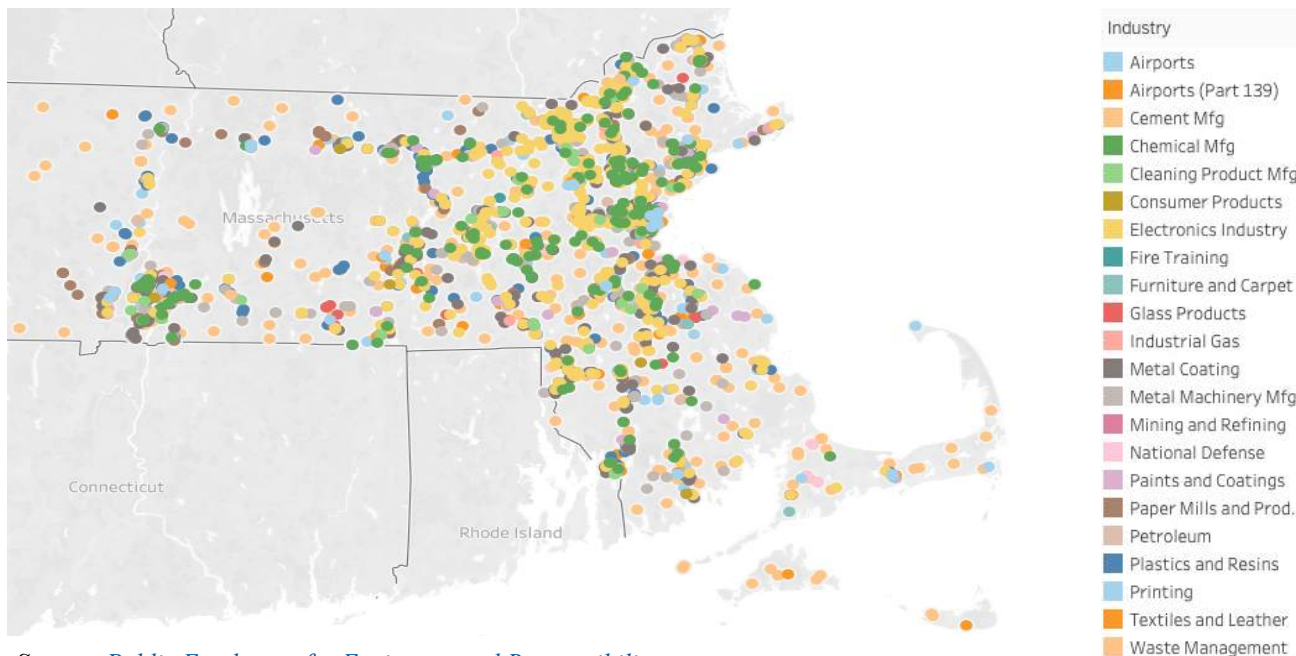 Massachusetts
Connecticut
Rhode Island
Industry
Airports
Airports (Part 139)
Cement Mfg
Chemical Mfg
Cleaning Product Mfg
Consumer Products
Electronics Industry
Fire Training
Furniture and Carpet
Glass Products
Industrial Gas
Metal Coating
Metal Machinery Mfg
Mining and Refining
National Defense
Paints and Coatings
Paper Mills and Prod.
Petroleum
Plastics and Resins
Printing
Textiles and Leather
Waste Management